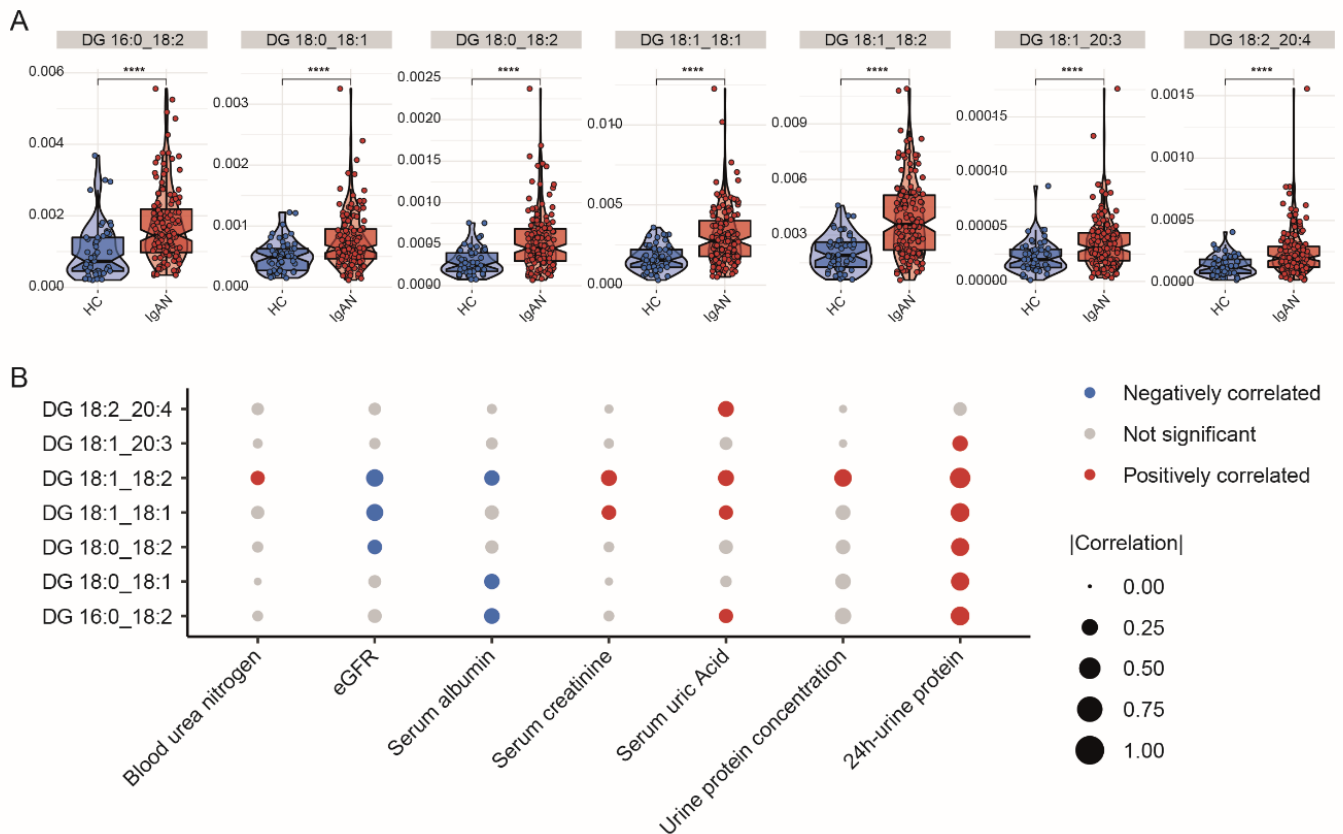 A
DG 16:0_18:2 DG 18:0_18:1 DG 18:0_18:2 DG 18:1_18:1 DG 18:1_18:2 DG 18:1_20:3 DG 18:2_20:4
**** **** **** **** **** **** ****
0.006
0.004
0.002
0.000
HC IgAN
0.003
0.002
0.001
0.000
HC IgAN
0.0025
0.0020
0.0015
0.0010
0.0005
0.0000
HC IgAN
0.010
0.005
0.000
HC IgAN
0.009
0.006
0.003
HC IgAN
0.00015
0.00010
0.00005
0.00000
HC IgAN
0.0015
0.0010
0.0005
0.0000
HC IgAN
B
DG 18:2_20:4
DG 18:1_20:3
DG 18:1_18:2
DG 18:1_18:1
DG 18:0_18:2
DG 18:0_18:1
DG 16:0_18:2
Blood urea nitrogen
eGFR
Serum albumin
Serum creatinine
Serum uric Acid
Urine protein concentration
24h-urine protein
Negatively correlated
Not significant
Positively correlated
|Correlation|
0.00
0.25
0.50
0.75
1.00